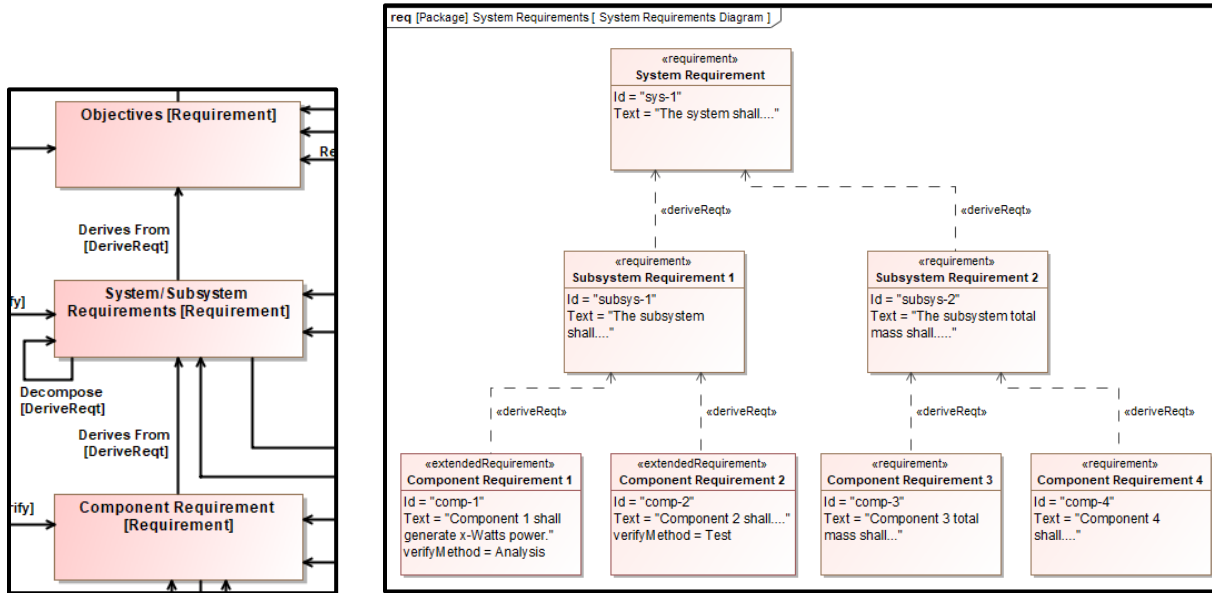 Objectives [Requirement]
Re
Derives From
[DeriveReqt]
System/Subsystem
Requirements [Requirement]
fy]
Decompose
[DeriveReqt]
Derives From
[DeriveReqt]
Component Requirement
[Requirement]
rify]
req [Package] System Requirements [ System Requirements Diagram ]
«requirement»
System Requirement
Id = "sys-1"
Text = "The system shall...."
«deriveReqt»
«deriveReqt»
«requirement»
Subsystem Requirement 1
Id = "subsys-1"
Text = "The subsystem
shall...."
«requirement»
Subsystem Requirement 2
Id = "subsys-2"
Text = "The subsystem total
mass shall....."
«deriveReqt»
«deriveReqt»
«deriveReqt»
«deriveReqt»
«extendedRequirement»
Component Requirement 1
Id = "comp-1"
Text = "Component 1 shall
generate x-Watts power."
verifyMethod = Analysis
«extendedRequirement»
Component Requirement 2
Id = "comp-2"
Text = "Component 2 shall...."
verifyMethod = Test
«requirement»
Component Requirement 3
Id = "comp-3"
Text = "Component 3 total
mass shall..."
«requirement»
Component Requirement 4
Id = "comp-4"
Text = "Component 4
shall...."